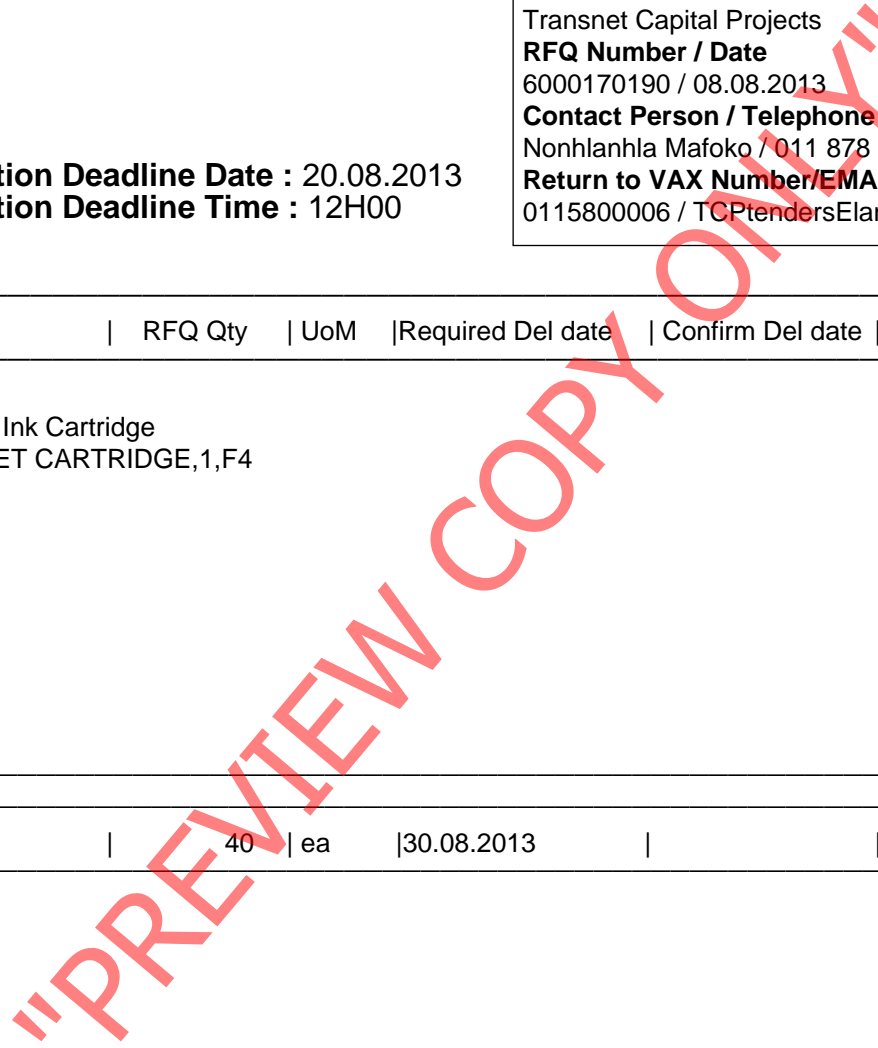 Transnet Capital Projects
RFQ Number / Date
6000170190 / 08.08.2013
Contact Person / Telephone
Nonhlanhla Mafoko / 011 878
Return to VAX Number/EMA
0115800006 / TCPtendersElan
tion Deadline Date : 20.08.2013
tion Deadline Time : 12H00
| RFQ Qty | UoM |Required Del date | Confirm Del date |
Ink Cartridge
ET CARTRIDGE,1,F4
| 40 | ea |30.08.2013 | |
"PREVIEW COPY ONLY"